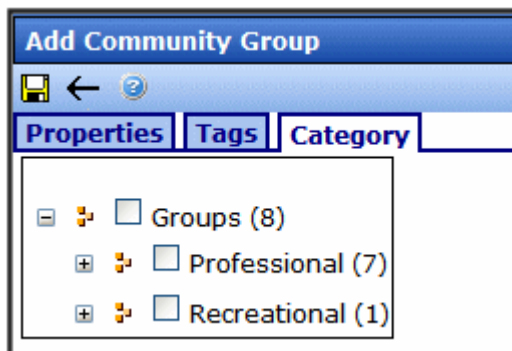 Add Community Group
Properties Tags Category
Groups (8)
Professional (7)
Recreational (1)